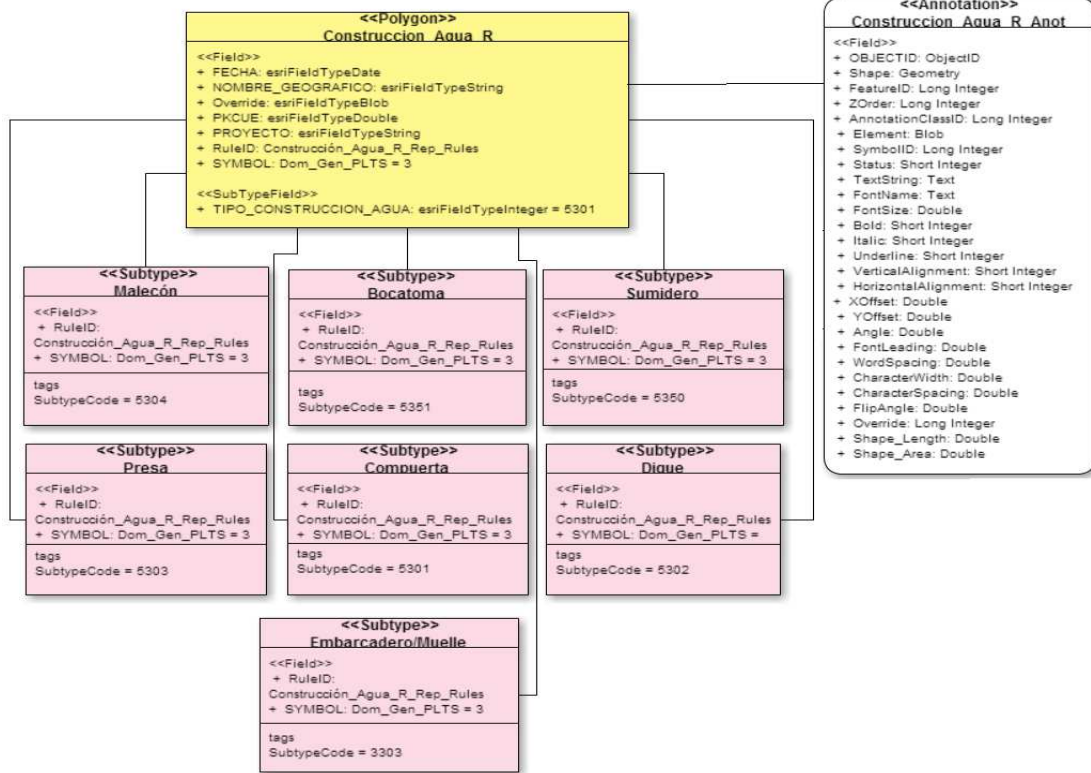 <<Polygon>>
Construccion_Agua_R
<<Field>>
+ FECHA: esriFieldTypeDate
+ NOMBRE_GEOGRAFICO: esriFieldTypeString
+ Override: esriFieldTypeBlob
+ PKCUE: esriFieldTypeDouble
+ PROYECTO: esriFieldTypeString
+ RuleID: Construcción_Agua_R_Rep_Rules
+ SYMBOL: Dom_Gen_PLTS = 3
<<SubTypeField>>
+ TIPO_CONSTRUCCION_AGUA: esriFieldTypeInteger = 5301
<<Annotation>>
Construccion_Agua_R_Anot
<<Field>>
+ OBJECTID: ObjectID
+ Shape: Geometry
+ FeatureID: Long Integer
+ ZOrder: Long Integer
+ AnnotationClassID: Long Integer
+ Element: Blob
+ SymbolID: Long Integer
+ Status: Short Integer
+ TextString: Text
+ FontName: Text
+ FontSize: Double
+ Bold: Short Integer
+ Italic: Short Integer
+ Underline: Short Integer
+ VerticalAlignment: Short Integer
+ HorizontalAlignment: Short Integer
+ XOffset: Double
+ YOffset: Double
+ Angle: Double
+ FontLeading: Double
+ WordSpacing: Double
+ CharacterWidth: Double
+ CharacterSpacing: Double
+ FlipAngle: Double
+ Override: Long Integer
+ Shape_Length: Double
+ Shape_Area: Double
<<Subtype>>
Malecón
<<Field>>
+ RuleID:
Construcción_Agua_R_Rep_Rules
+ SYMBOL: Dom_Gen_PLTS = 3
tags
SubtypeCode = 5304
<<Subtype>>
Bocatoma
<<Field>>
+ RuleID:
Construcción_Agua_R_Rep_Rules
+ SYMBOL: Dom_Gen_PLTS = 3
tags
SubtypeCode = 5351
<<Subtype>>
Sumidero
<<Field>>
+ RuleID:
Construcción_Agua_R_Rep_Rules
+ SYMBOL: Dom_Gen_PLTS = 3
tags
SubtypeCode = 5350
<<Subtype>>
Presa
<<Field>>
+ RuleID:
Construcción_Agua_R_Rep_Rules
+ SYMBOL: Dom_Gen_PLTS = 3
tags
SubtypeCode = 5303
<<Subtype>>
Compuerta
<<Field>>
+ RuleID:
Construcción_Agua_R_Rep_Rules
+ SYMBOL: Dom_Gen_PLTS = 3
tags
SubtypeCode = 5301
<<Subtype>>
Dique
<<Field>>
+ RuleID:
Construcción_Agua_R_Rep_Rules
+ SYMBOL: Dom_Gen_PLTS =
tags
SubtypeCode = 5302
<<Subtype>>
Embarcadero/Muelle
<<Field>>
+ RuleID:
Construcción_Agua_R_Rep_Rules
+ SYMBOL: Dom_Gen_PLTS = 3
tags
SubtypeCode = 3303